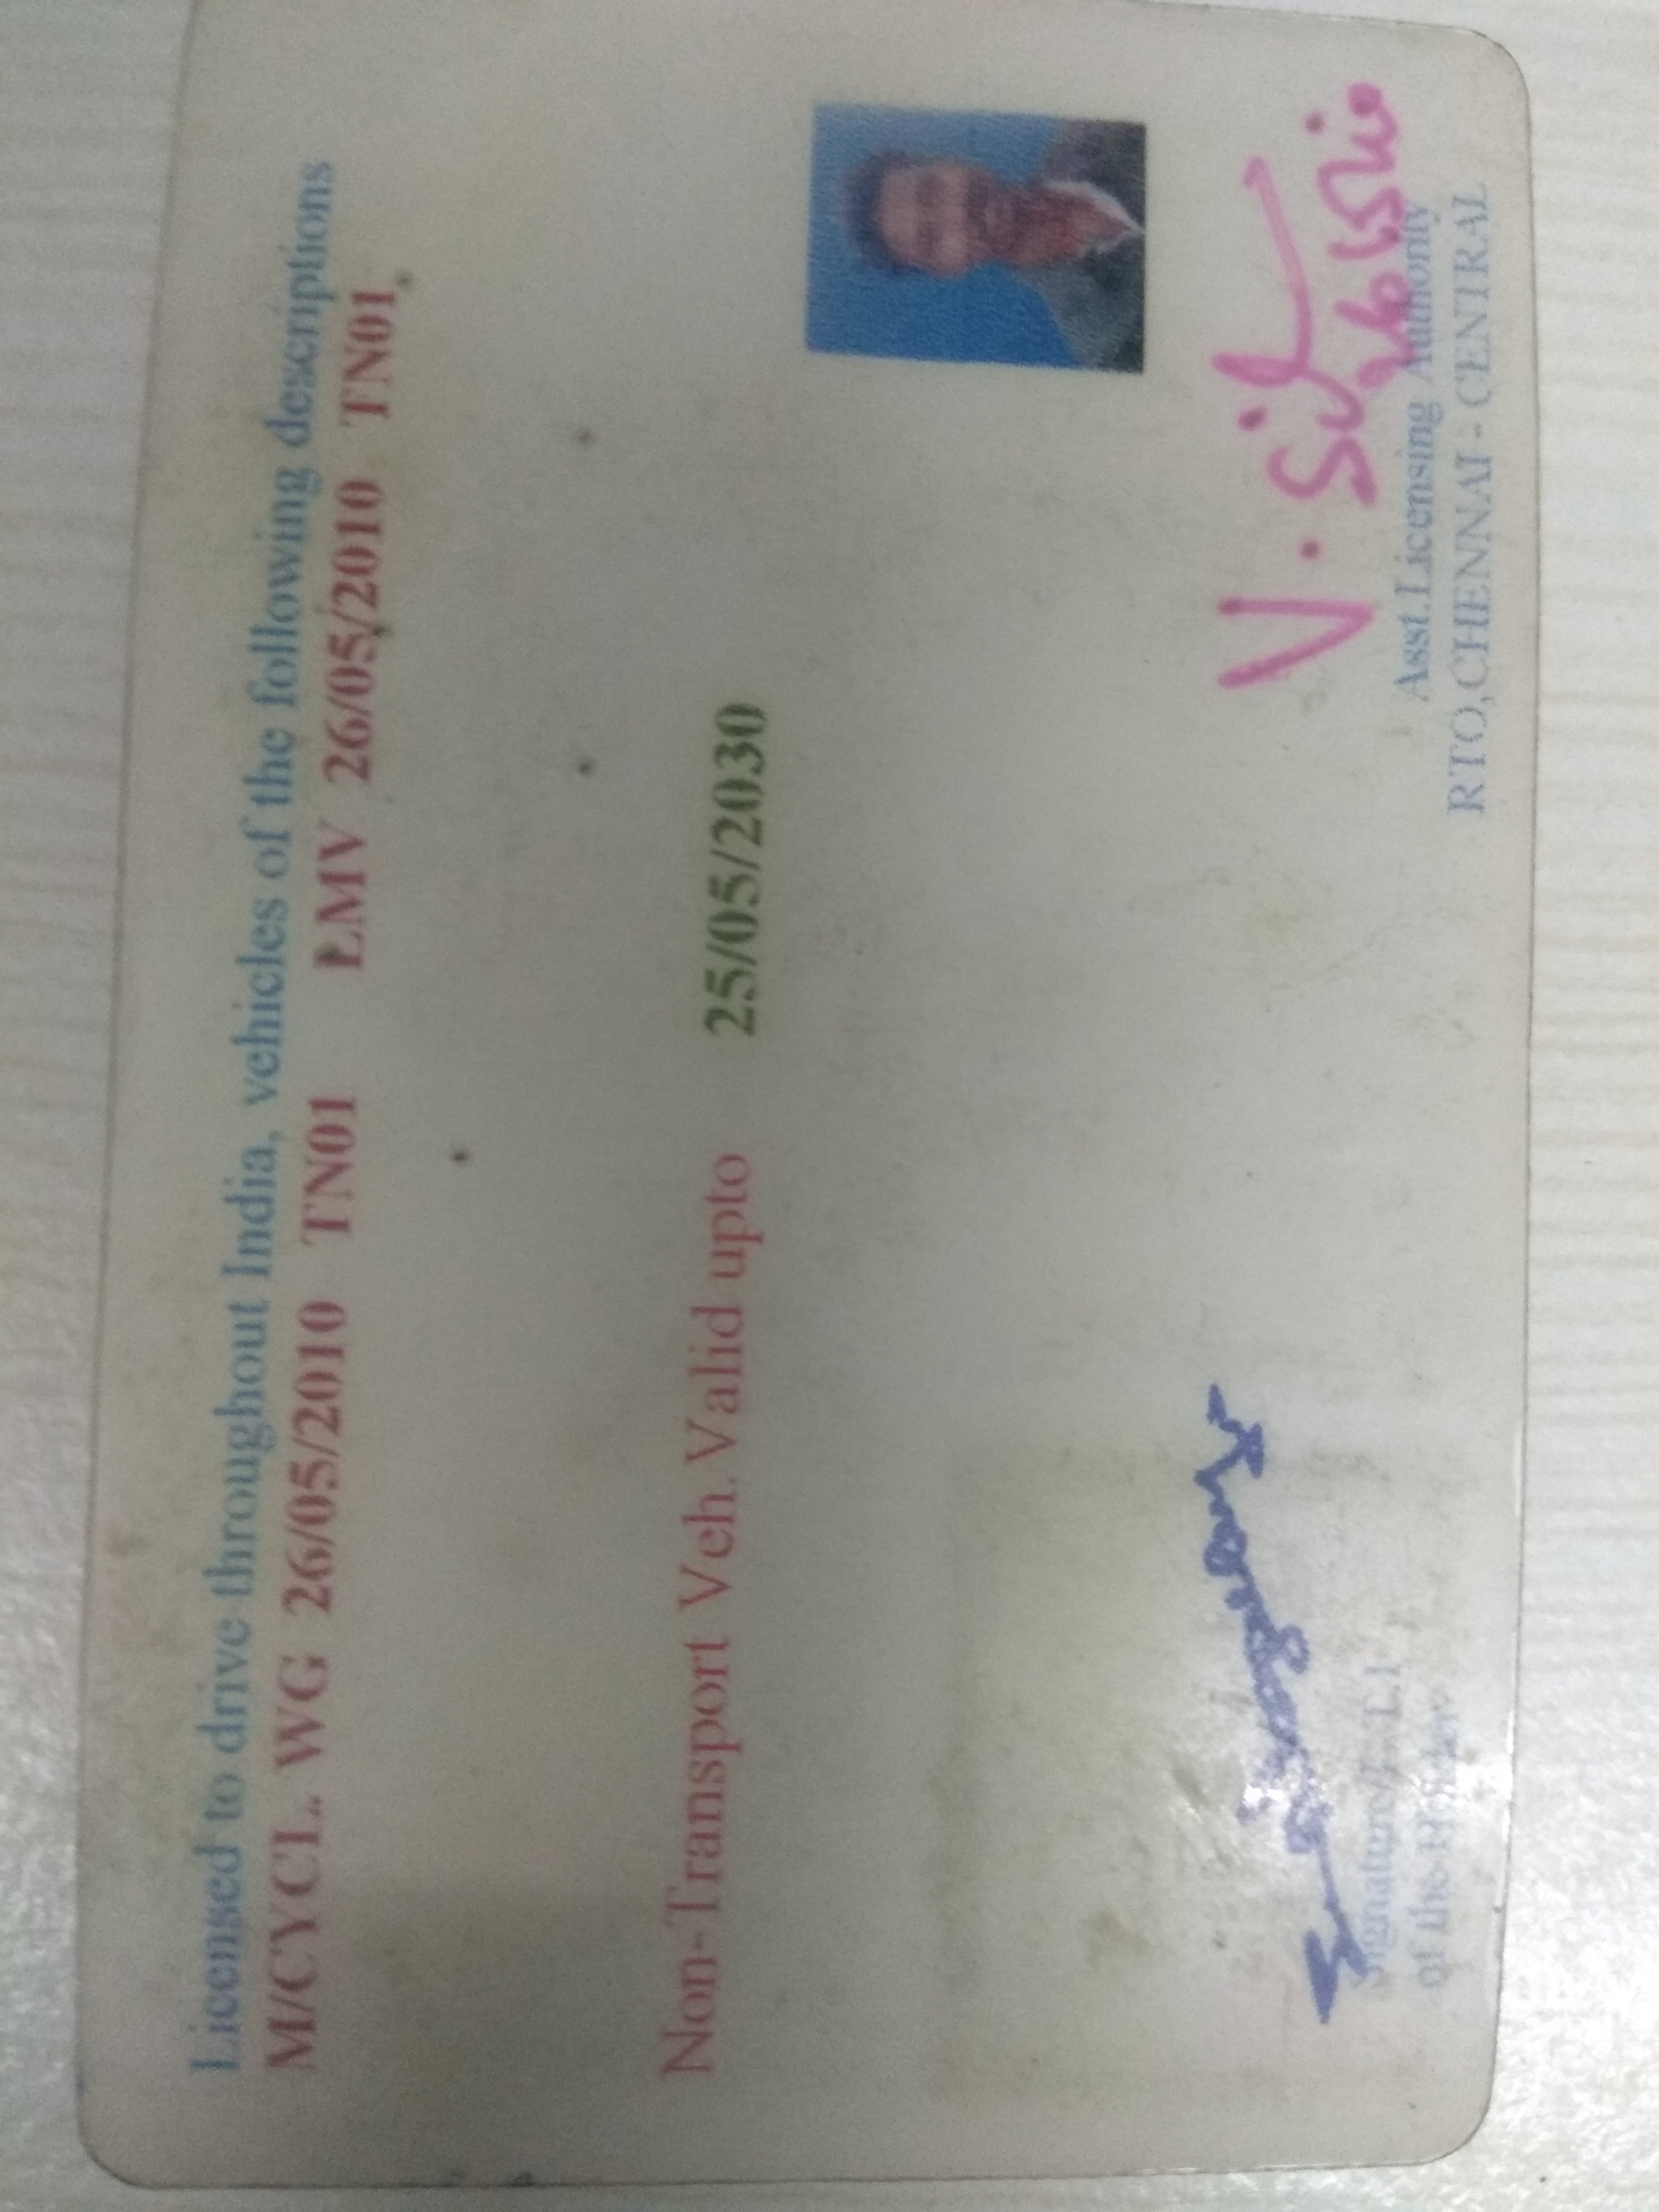 Licensed to drive throughout India, vehicles of the following descriptions
M/CYCL. WG 26/05/2010 TN01 LMV 26/05/2010 TN01
Non-Transport Veh. Valid upto 25/05/2030
V. 
Signature/L.T.I
of the Holder
Asst.Licensing Authority
RTO,CHENNAI - CENTRAL